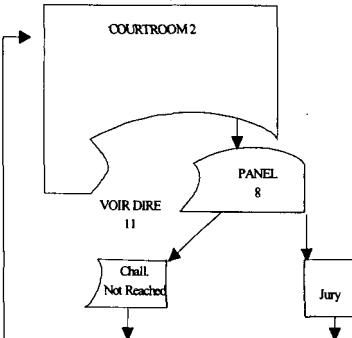 COURTROOM 2
PANEL
8
VOIR DIRE
11
Chall.
Not Reached
Jury